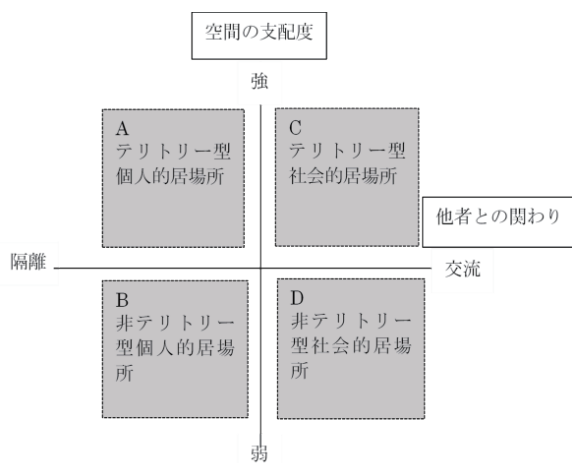 空間の支配度
強
A
テリトリー型
個人的居場所
C
テリトリー型
社会的居場所
他者との関わり
隔離
交流
B
非テリトリー
型個人的居場
所
D
非テリトリー
型社会的居場
所
弱